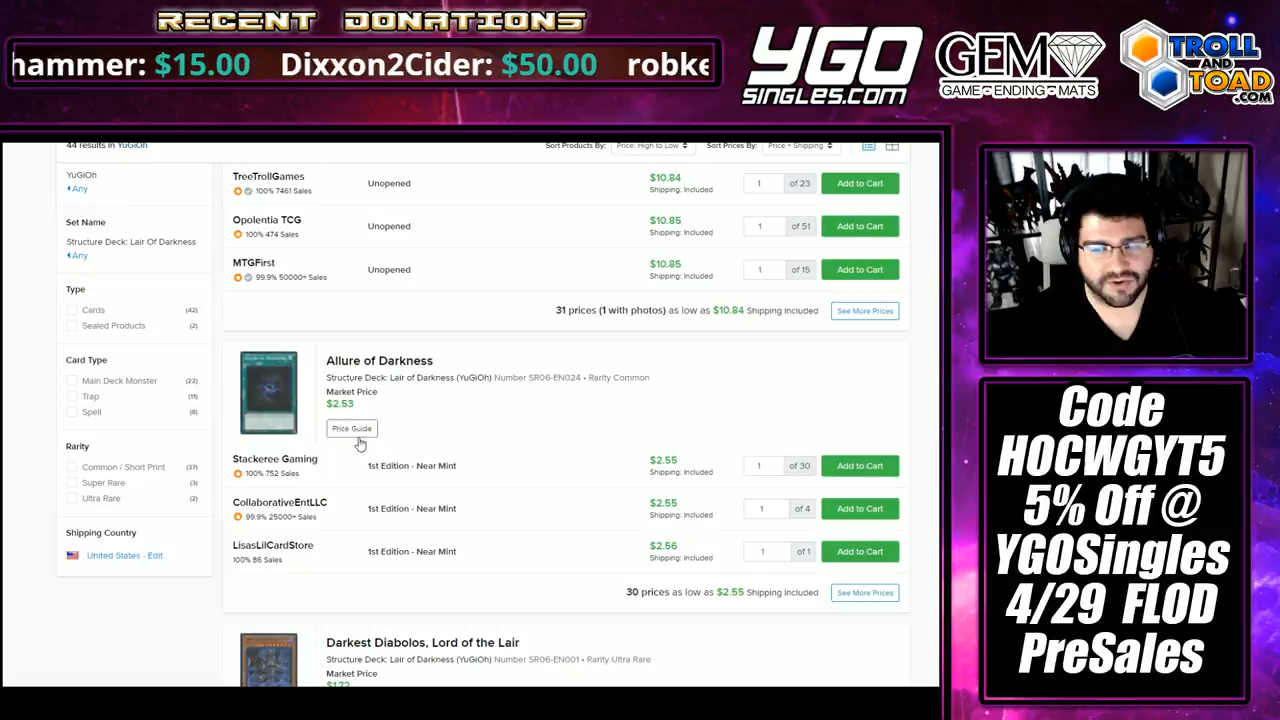 RECENT DONATIONS
hammer: $15.00 Dixxon2Cider: $50.00 robke
YGO
SINGLES.COM
GEM
GAME-ENDING-MATS
TROLL
AND
TOAD
.COM
44 results in YuGiOh
Sort Products By: Price: High to Low
Sort Prices By: Price + Shipping
YuGiOh
Any
Set Name
Structure Deck: Lair Of Darkness
Any
Type
Cards (42)
Sealed Products (2)
Card Type
Main Deck Monster (22)
Trap (11)
Spell (8)
Rarity
Common / Short Print (37)
Super Rare (3)
Ultra Rare (2)
Shipping Country
United States - Edit
TreeTrollGames
100% 7461 Sales
Unopened
$10.84
Shipping: Included
1 of 23 Add to Cart
Opolentia TCG
100% 474 Sales
Unopened
$10.85
Shipping: Included
1 of 51 Add to Cart
MTGFirst
99.9% 50000+ Sales
Unopened
$10.85
Shipping: Included
1 of 15 Add to Cart
31 prices (1 with photos) as low as $10.84 Shipping Included See More Prices
Allure of Darkness
Structure Deck: Lair of Darkness (YuGiOh) Number SR06-EN024 • Rarity Common
Market Price
$2.53
Price Guide
Stackeree Gaming
100% 752 Sales
1st Edition - Near Mint
$2.55
Shipping: Included
1 of 30 Add to Cart
CollaborativeEntLLC
99.9% 25000+ Sales
1st Edition - Near Mint
$2.55
Shipping: Included
1 of 4 Add to Cart
LisasLilCardStore
100% 86 Sales
1st Edition - Near Mint
$2.56
Shipping: Included
1 of 1 Add to Cart
30 prices as low as $2.55 Shipping Included See More Prices
Darkest Diabolos, Lord of the Lair
Structure Deck: Lair of Darkness (YuGiOh) Number SR06-EN001 • Rarity Ultra Rare
Market Price
$1.72
Code
HOCWGYT5
5% Off @
YGOSingles
4/29 FLOD
PreSales